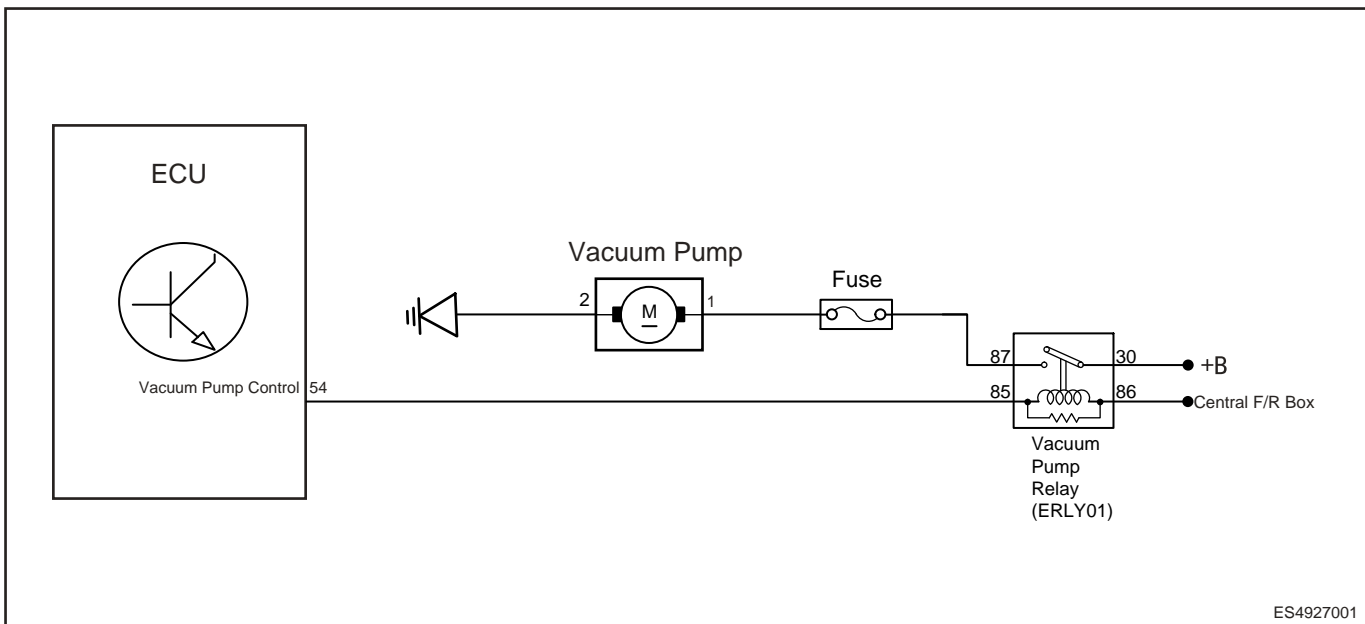 ECU
Vacuum Pump
Fuse
2
M
1
87
30
+B
Vacuum Pump Control
54
85
86
Central F/R Box
Vacuum
Pump
Relay
(ERLY01)
ES4927001